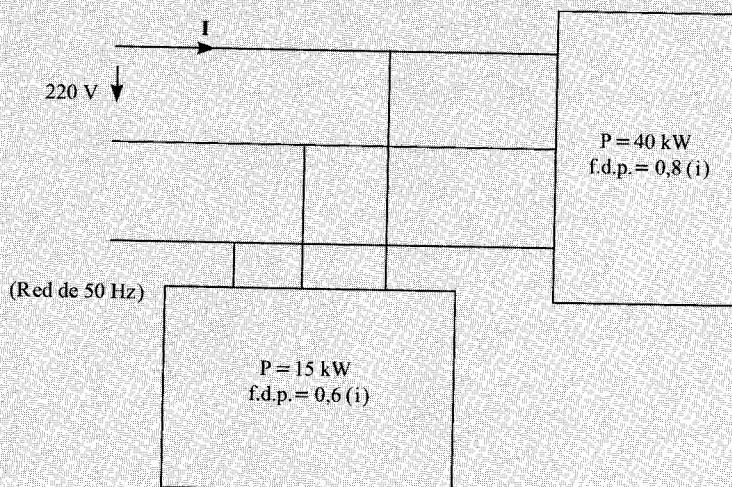 I
220 V
P = 40 kW
f.d.p. = 0,8 (i)
(Red de 50 Hz)
P = 15 kW
f.d.p. = 0,6 (i)